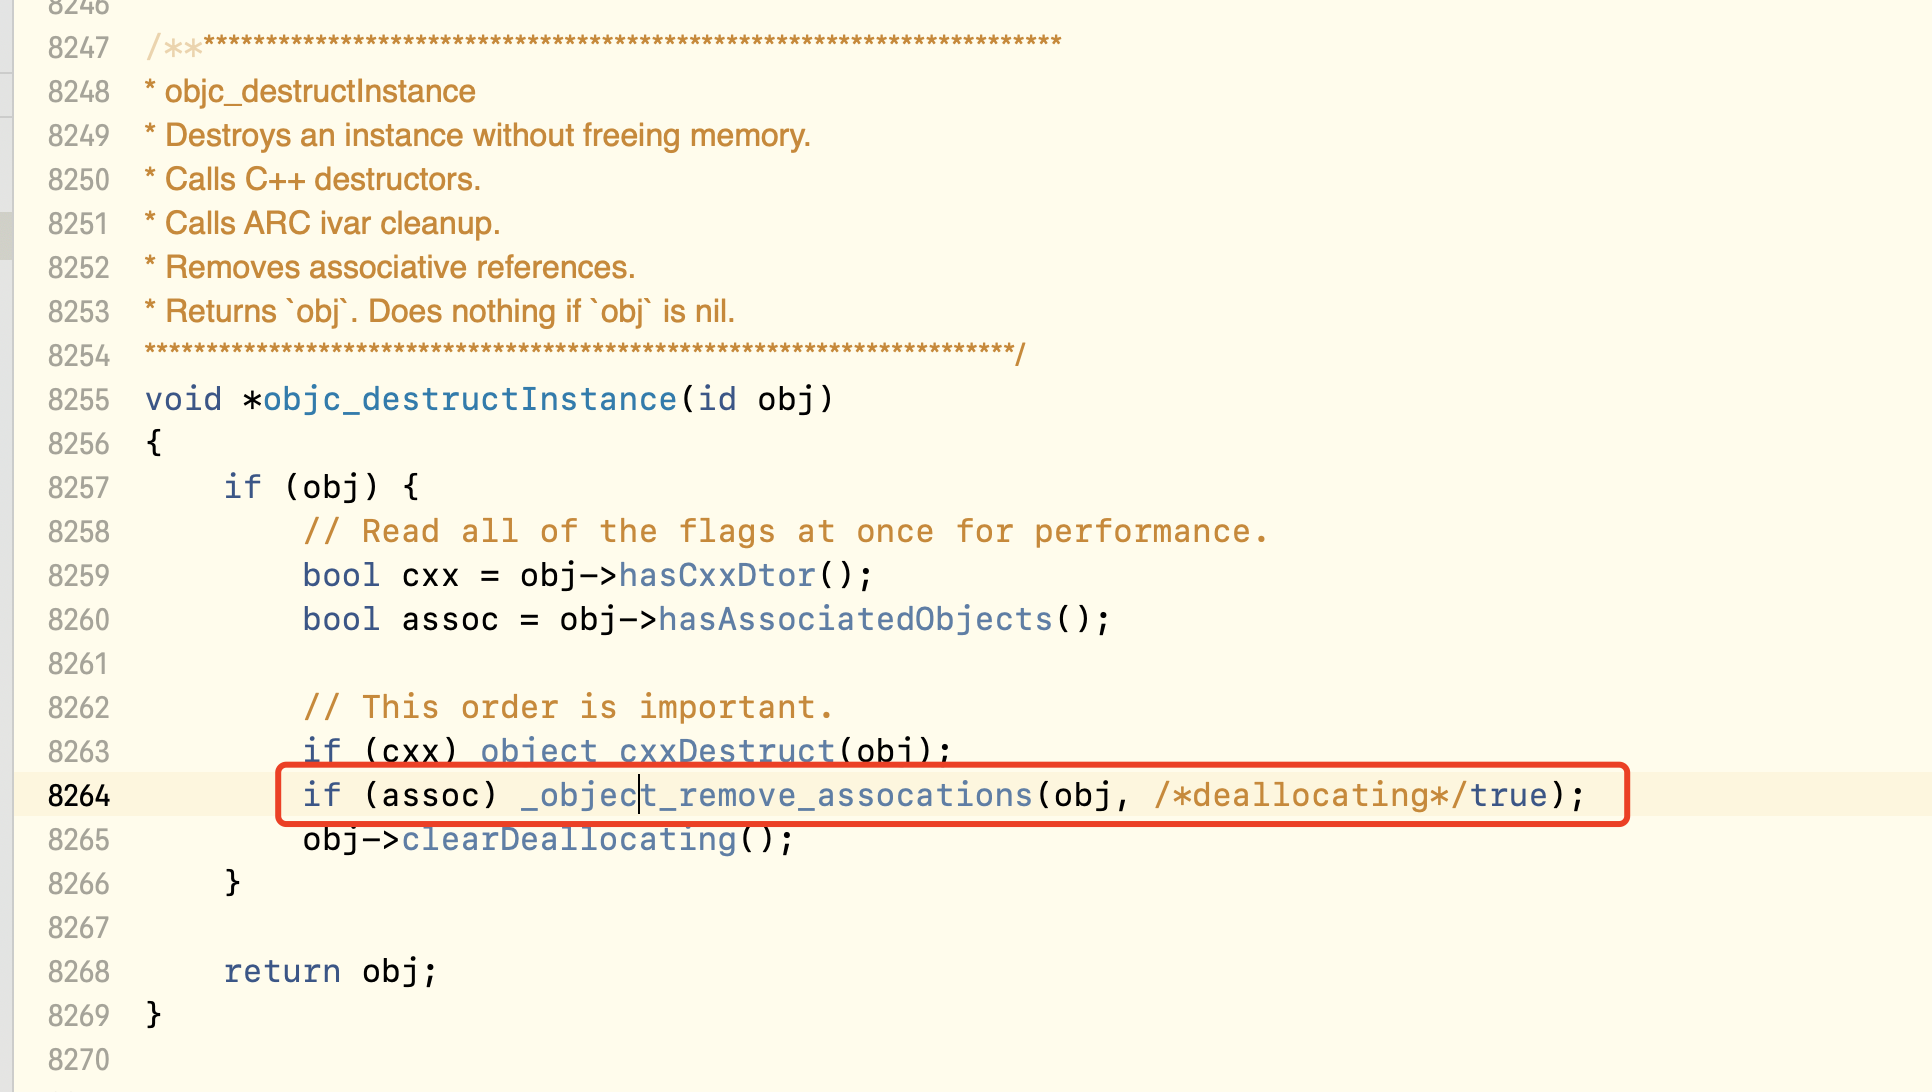 8246
8247 /***********************************************************************
8248 * objc_destructInstance
8249 * Destroys an instance without freeing memory.
8250 * Calls C++ destructors.
8251 * Calls ARC ivar cleanup.
8252 * Removes associative references.
8253 * Returns `obj`. Does nothing if `obj` is nil.
8254 **********************************************************************/
8255 void *objc_destructInstance(id obj)
8256 {
8257     if (obj) {
8258         // Read all of the flags at once for performance.
8259         bool cxx = obj->hasCxxDtor();
8260         bool assoc = obj->hasAssociatedObjects();
8261
8262         // This order is important.
8263         if (cxx) object_cxxDestruct(obj);
8264         if (assoc) _object_remove_assocations(obj, /*deallocating*/true);
8265         obj->clearDeallocating();
8266     }
8267
8268     return obj;
8269 }
8270